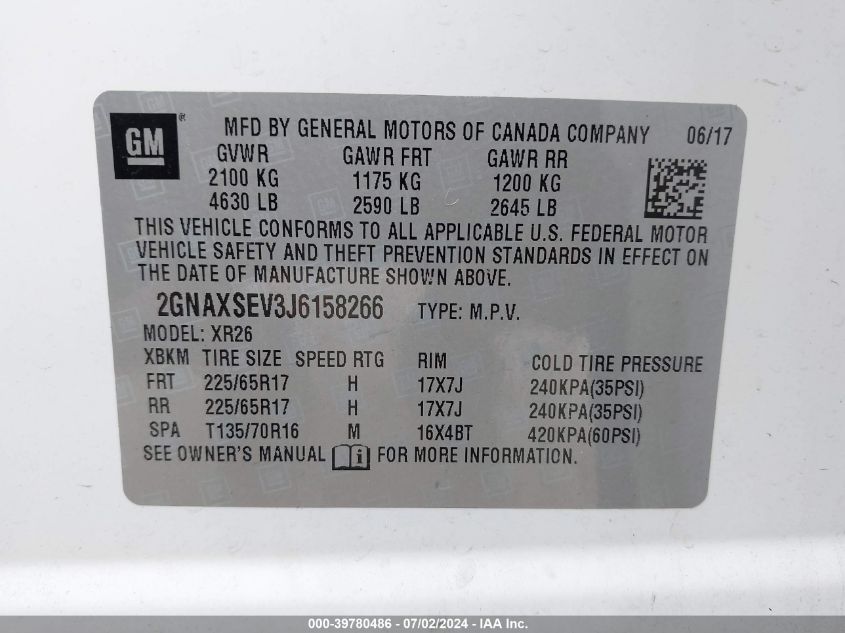 GM® MFD BY GENERAL MOTORS OF CANADA COMPANY 06/17
GVWR GAWR FRT GAWR RR
2100 KG 1175 KG 1200 KG
4630 LB 2590 LB 2645 LB
THIS VEHICLE CONFORMS TO ALL APPLICABLE U.S. FEDERAL MOTOR
VEHICLE SAFETY AND THEFT PREVENTION STANDARDS IN EFFECT ON
THE DATE OF MANUFACTURE SHOWN ABOVE.
2GNAXSEV3J6158266 TYPE: M.P.V.
MODEL: XR26
XBKM TIRE SIZE SPEED RTG RIM COLD TIRE PRESSURE
FRT 225/65R17 H 17X7J 240KPA(35PSI)
RR 225/65R17 H 17X7J 240KPA(35PSI)
SPA T135/70R16 M 16X4BT 420KPA(60PSI)
SEE OWNER'S MANUAL FOR MORE INFORMATION.
000-39780486 - 07/02/2024 - IAA Inc.